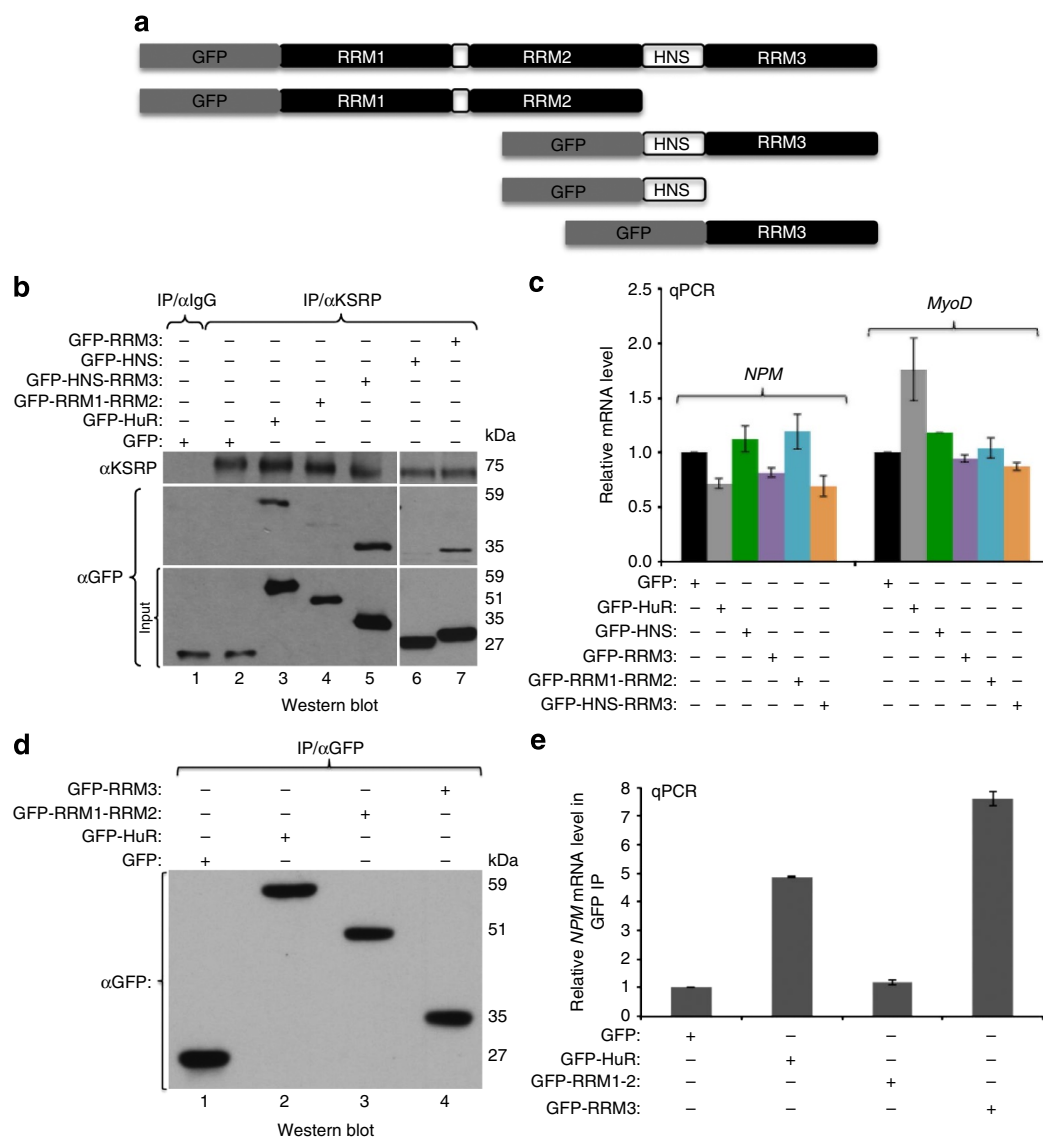 a
GFP RRM1 RRM2 HNS RRM3
GFP RRM1 RRM2
GFP HNS RRM3
GFP HNS
GFP RRM3
b
IP/αIgG IP/αKSRP
GFP-RRM3: – – – – – – +
GFP-HNS: – – – – – + –
GFP-HNS-RRM3: – – – – + – –
GFP-RRM1-RRM2: – – – + – – –
GFP-HuR: – – + – – – –
GFP: + + – – – – –
kDa
αKSRP 75
αGFP
59
35
Input
59
51
35
27
1 2 3 4 5 6 7
Western blot
c
qPCR
Relative mRNA level
2.5
2.0
1.5
1.0
0.5
0.0
NPM
MyoD
GFP: + – – – – – + – – – – –
GFP-HuR: – + – – – – – + – – – –
GFP-HNS: – – + – – – – – + – – –
GFP-RRM3: – – – + – – – – – + – –
GFP-RRM1-RRM2: – – – – + – – – – – + –
GFP-HNS-RRM3: – – – – – + – – – – – +
d
IP/αGFP
GFP-RRM3: – – – +
GFP-RRM1-RRM2: – – + –
GFP-HuR: – + – –
GFP: + – – –
kDa
αGFP:
59
51
35
27
1 2 3 4
Western blot
e
qPCR
Relative NPM mRNA level in
GFP IP
8
7
6
5
4
3
2
1
0
GFP: + – – –
GFP-HuR: – + – –
GFP-RRM1-2: – – + –
GFP-RRM3: – – – +